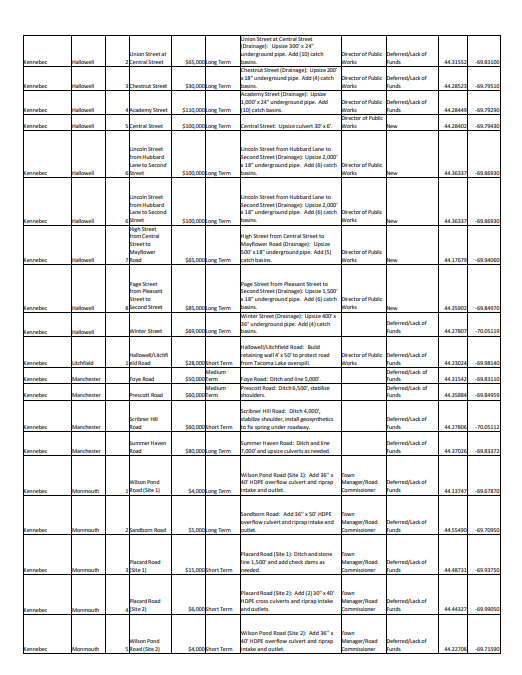 Kennebec Hallowell 2 Union Street at Central Street $65,000 Long Term Union Street at Central Street (Drainage): Upsize 300' x 24" underground pipe. Add (10) catch basins. Director of Public Works Deferred/Lack of Funds 44.31552 -69.83100
Kennebec Hallowell 3 Chestnut Street $30,000 Long Term Chestnut Street (Drainage): Upsize 200' x 18" underground pipe. Add (4) catch basins. Director of Public Works Deferred/Lack of Funds 44.28523 -69.79510
Kennebec Hallowell 4 Academy Street $110,000 Long Term Academy Street (Drainage): Upsize 1,000' x 24" underground pipe. Add (10) catch basins. Director of Public Works Deferred/Lack of Funds 44.28449 -69.79290
Kennebec Hallowell 5 Central Street $100,000 Long Term Central Street: Upsize culvert 30' x 6'. Director of Public Works New 44.28402 -69.79430
Kennebec Hallowell 6 Lincoln Street from Hubbard Lane to Second Street $100,000 Long Term Lincoln Street from Hubbard Lane to Second Street (Drainage): Upsize 2,000' x 18" underground pipe. Add (6) catch basins. Director of Public Works New 44.36337 -69.86930
Kennebec Hallowell 6 Lincoln Street from Hubbard Lane to Second Street $100,000 Long Term Lincoln Street from Hubbard Lane to Second Street (Drainage): Upsize 2,000' x 18" underground pipe. Add (6) catch basins. Director of Public Works New 44.36337 -69.86930
Kennebec Hallowell 7 High Street from Central Street to Mayflower Road $65,000 Long Term High Street from Central Street to Mayflower Road (Drainage): Upsize 500' x 18" underground pipe. Add (5) catch basins. Director of Public Works New 44.17679 -69.94060
Kennebec Hallowell 8 Page Street from Pleasant Street to Second Street $85,000 Long Term Page Street from Pleasant Street to Second Street (Drainage): Upsize 1,500' x 18" underground pipe. Add (6) catch basins. Director of Public Works New 44.35902 -69.84970
Kennebec Hallowell Winter Street $69,000 Long Term Winter Street (Drainage): Upsize 400' x 36" underground pipe. Add (4) catch basins. Deferred/Lack of Funds 44.27807 -70.05119
Kennebec Litchfield 1 Hallowell/Litchfield Road $28,000 Short Term Hallowell/Litchfield Road: Build retaining wall 4' x 50' to protect road from Tacoma Lake overspill. Director of Public Works Deferred/Lack of Funds 44.23024 -69.98140
Kennebec Manchester Foye Road $50,000 Medium Term Foye Road: Ditch and line 5,000'. Deferred/Lack of Funds 44.31542 -69.83110
Kennebec Manchester Prescott Road $60,000 Medium Term Prescott Road: Ditch 6,500', stabilize shoulders. Deferred/Lack of Funds 44.35884 -69.84959
Kennebec Manchester Scribner Hill Road $60,000 Short Term Scribner Hill Road: Ditch 4,000', stabilize shoulder, install geosynthetics to fix spring under roadway. Deferred/Lack of Funds 44.27806 -70.05112
Kennebec Manchester Summer Haven Road $80,000 Long Term Summer Haven Road: Ditch and line 7,000' and upsize culverts as needed. Deferred/Lack of Funds 44.37026 -69.83372
Kennebec Monmouth 1 Wilson Pond Road (Site 1) $4,000 Long Term Wilson Pond Road (Site 1): Add 36" x 40' HDPE overflow culvert and riprap intake and outlet. Town Manager/Road Commissioner Deferred/Lack of Funds 44.13747 -69.67870
Kennebec Monmouth 2 Sandborn Road $5,000 Long Term Sandborn Road: Add 36" x 50' HDPE overflow culvert and riprap intake and outlet. Town Manager/Road Commissioner Deferred/Lack of Funds 44.55490 -69.70950
Kennebec Monmouth 3 Placard Road (Site 1) $15,000 Short Term Placard Road (Site 1): Ditch and stone line 1,500' and add check dams as needed. Town Manager/Road Commissioner Deferred/Lack of Funds 44.48731 -69.93750
Kennebec Monmouth 4 Placard Road (Site 2) $6,000 Short Term Placard Road (Site 2): Add (2) 30" x 40' HDPE cross culverts and riprap intake and outlets. Town Manager/Road Commissioner Deferred/Lack of Funds 44.44327 -69.99050
Kennebec Monmouth 5 Wilson Pond Road (Site 2) $4,000 Short Term Wilson Pond Road (Site 2): Add 36" x 40' HDPE overflow culvert and riprap intake and outlet. Town Manager/Road Commissioner Deferred/Lack of Funds 44.22708 -69.71590